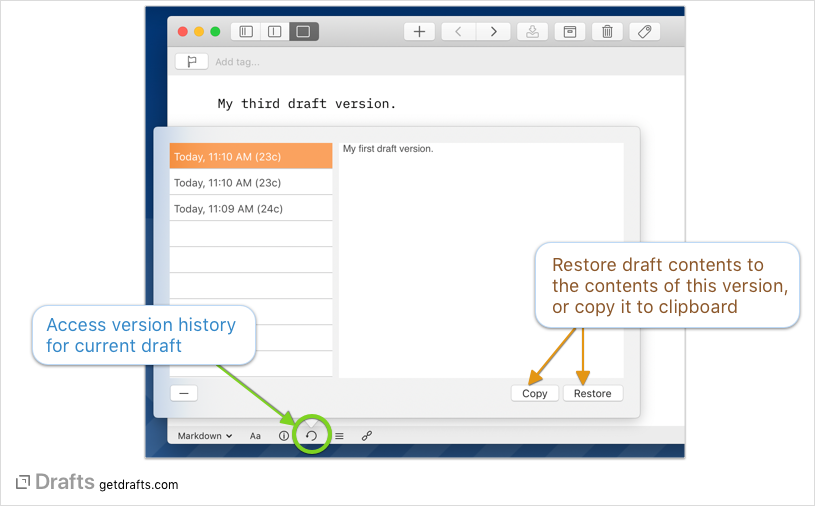 Add tag...
My third draft version.
Today, 11:10 AM (23c)
Today, 11:10 AM (23c)
Today, 11:09 AM (24c)
My first draft version.
Restore draft contents to
the contents of this version,
or copy it to clipboard
Access version history
for current draft
Copy
Restore
Markdown
Aa
Drafts getdrafts.com